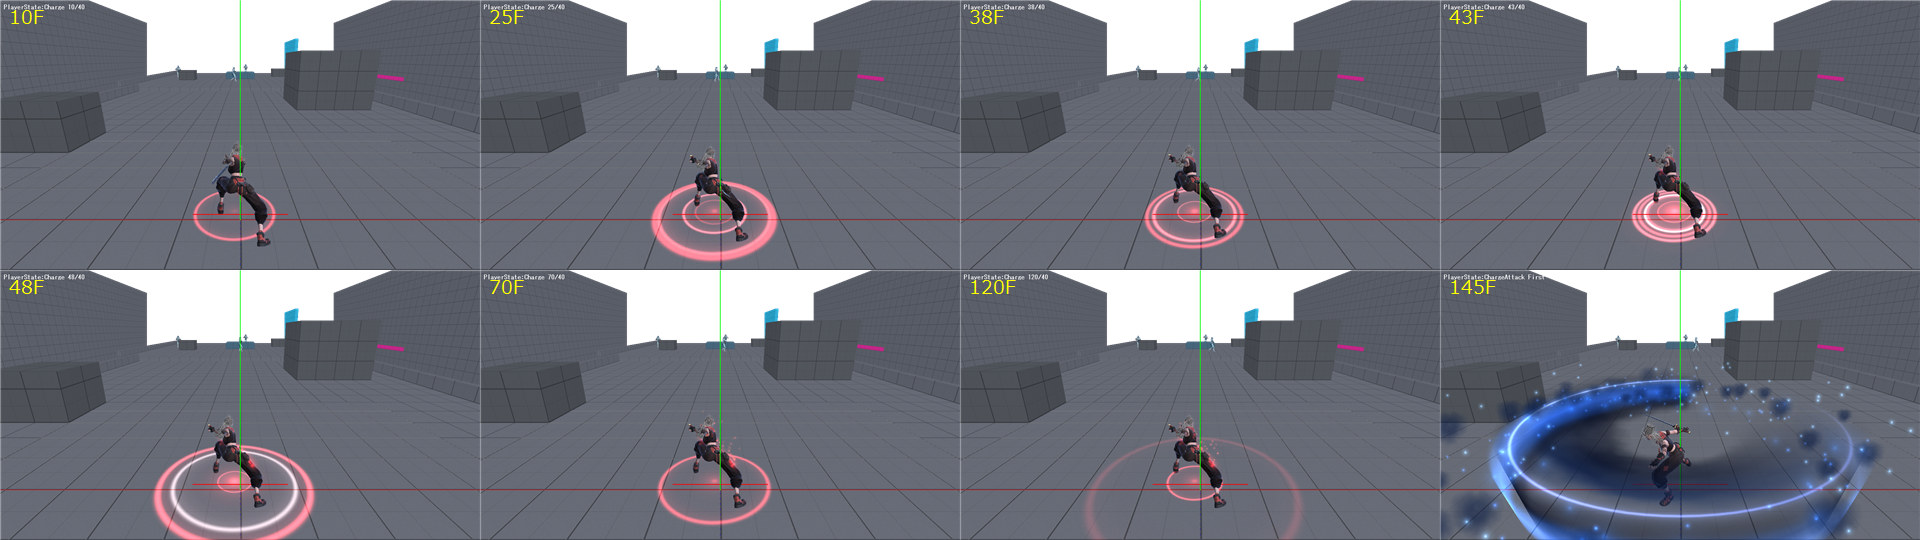 PlayerState:Charge 10/40
10F
PlayerState:Charge 25/40
25F
PlayerState:Charge 38/40
38F
PlayerState:Charge 43/40
43F
PlayerState:Charge 48/40
48F
PlayerState:Charge 70/40
70F
PlayerState:Charge 120/40
120F
PlayerState:ChargeAttack First
145F